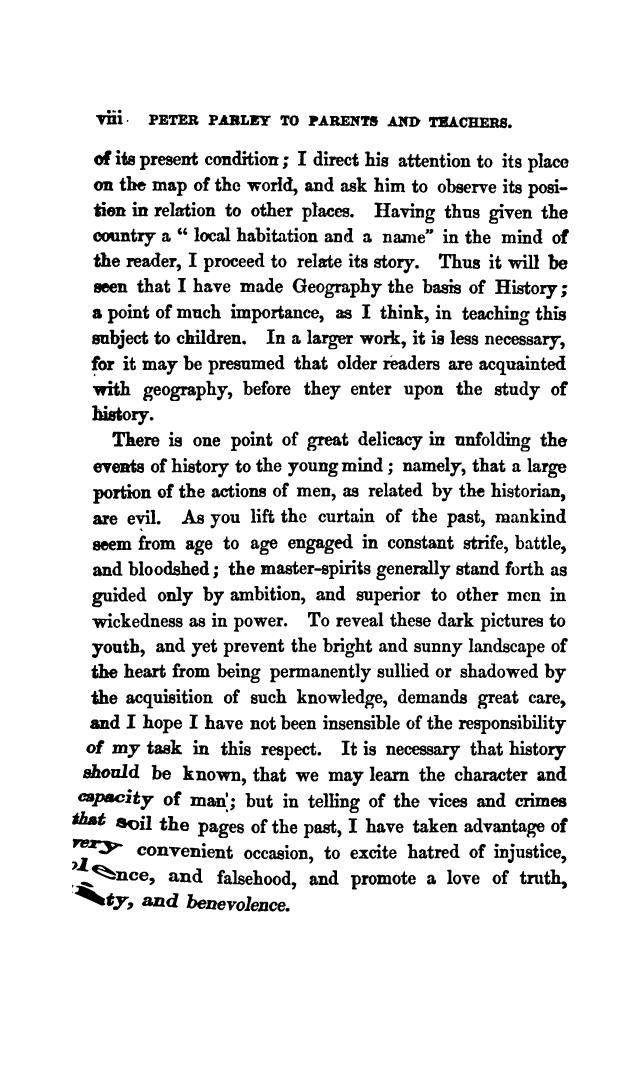 viii PETER PARLEY TO PARENTS AND TEACHERS.
of its present condition; I direct his attention to its place
on the map of the world, and ask him to observe its posi-
tion in relation to other places. Having thus given the
country a “ local habitation and a name” in the mind of
the reader, I proceed to relate its story. Thus it will be
seen that I have made Geography the basis of History;
a point of much importance, as I think, in teaching this
subject to children. In a larger work, it is less necessary,
for it may be presumed that older readers are acquainted
with geography, before they enter upon the study of
history.
There is one point of great delicacy in unfolding the
events of history to the young mind; namely, that a large
portion of the actions of men, as related by the historian,
are evil. As you lift the curtain of the past, mankind
seem from age to age engaged in constant strife, battle,
and bloodshed; the master-spirits generally stand forth as
guided only by ambition, and superior to other men in
wickedness as in power. To reveal these dark pictures to
youth, and yet prevent the bright and sunny landscape of
the heart from being permanently sullied or shadowed by
the acquisition of such knowledge, demands great care,
and I hope I have not been insensible of the responsibility
of my task in this respect. It is necessary that history
should be known, that we may learn the character and
capacity of man; but in telling of the vices and crimes
that soil the pages of the past, I have taken advantage of
very convenient occasion, to excite hatred of injustice,
and falsehood, and promote a love of truth,
and benevolence.